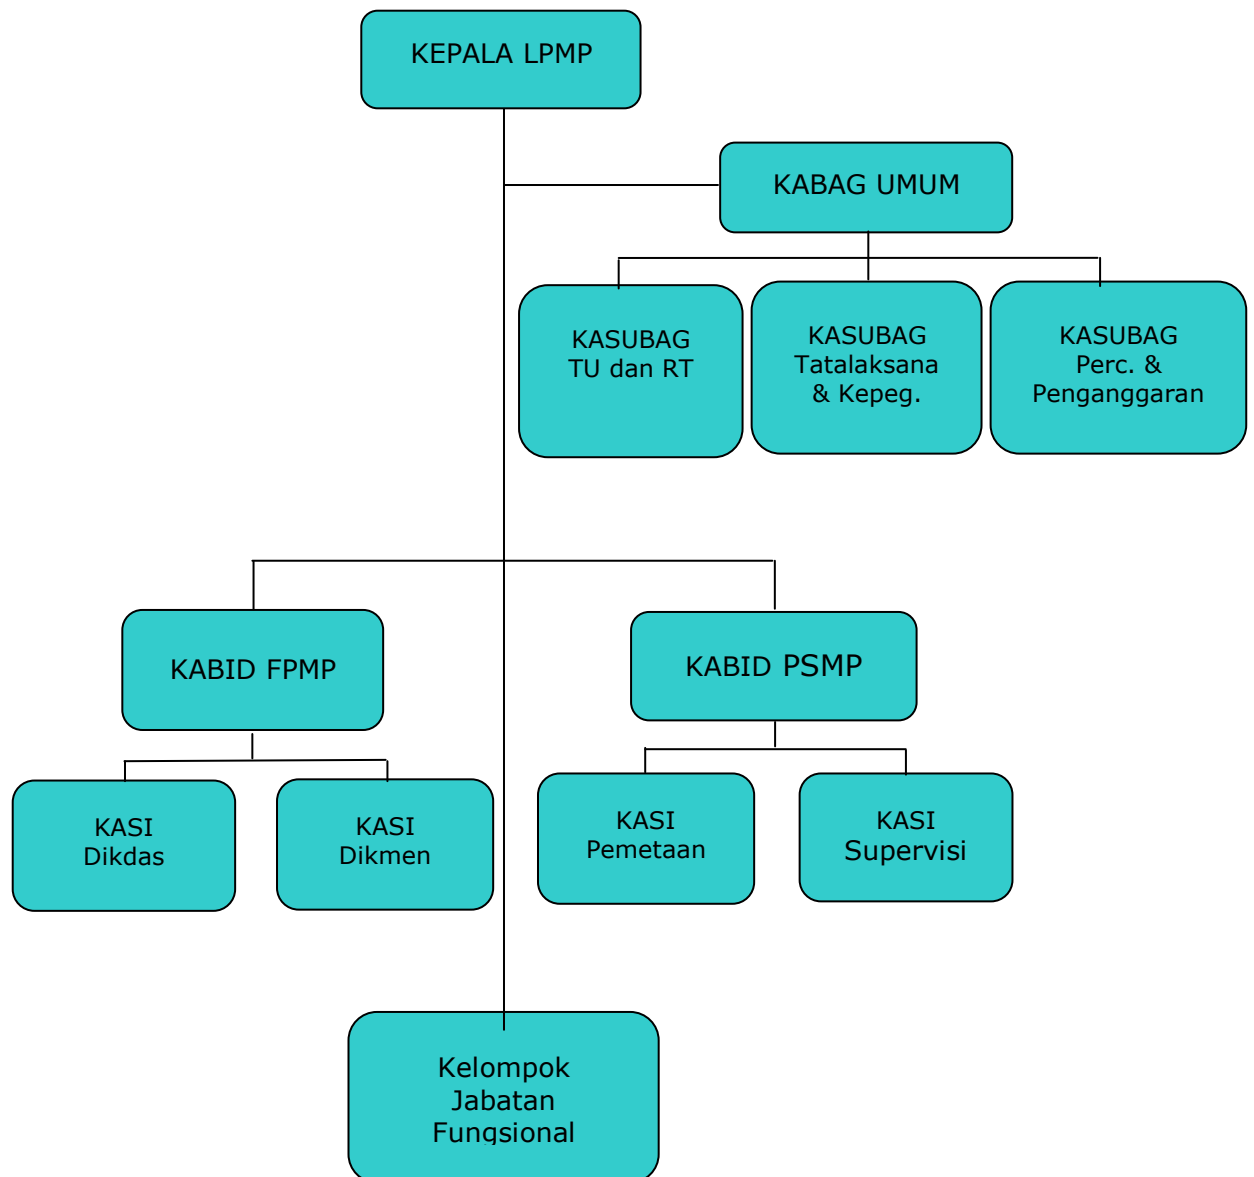 KEPALA LPMP
KABAG UMUM
KASUBAG
TU dan RT
KASUBAG
Tatalaksana
& Kepeg.
KASUBAG
Perc. &
Penganggaran
KABID FPMP
KABID PSMP
KASI
Dikdas
KASI
Dikmen
KASI
Pemetaan
KASI
Supervisi
Kelompok
Jabatan
Fungsional